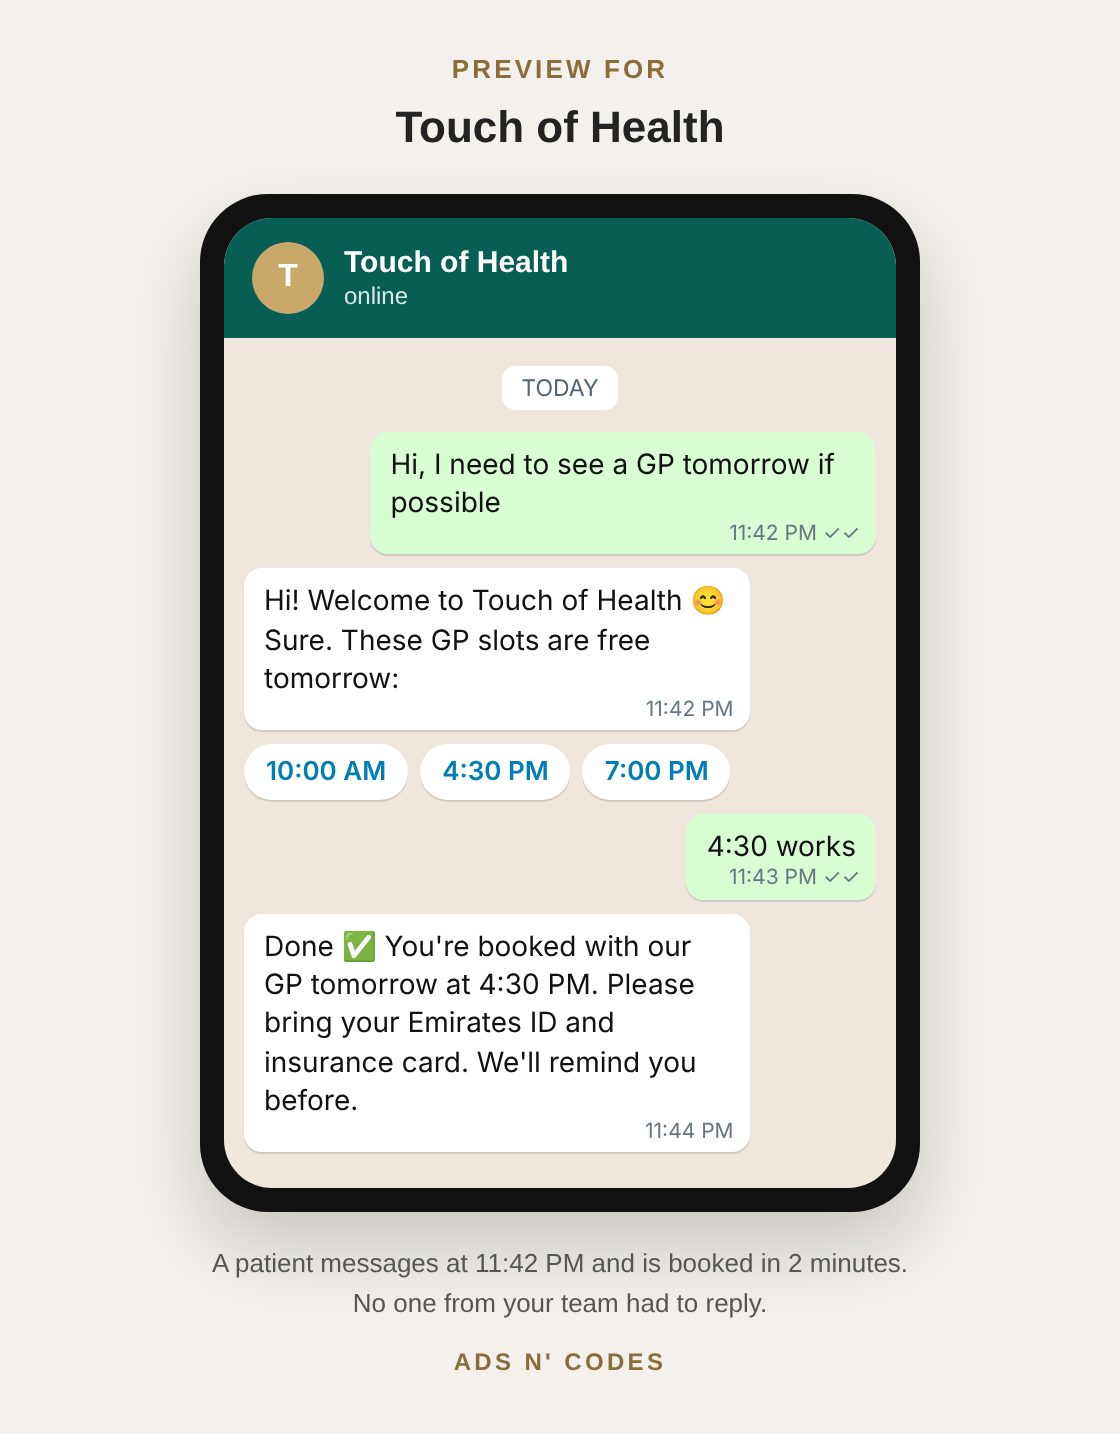 PREVIEW FOR
Touch of Health
T
Touch of Health
online
TODAY
Hi, I need to see a GP tomorrow if
possible
11:42 PM ✓✓
Hi! Welcome to Touch of Health 😊
Sure. These GP slots are free
tomorrow:
11:42 PM
10:00 AM 4:30 PM 7:00 PM
4:30 works
11:43 PM ✓✓
Done ✅ You're booked with our
GP tomorrow at 4:30 PM. Please
bring your Emirates ID and
insurance card. We'll remind you
before.
11:44 PM
A patient messages at 11:42 PM and is booked in 2 minutes.
No one from your team had to reply.
ADS N' CODES